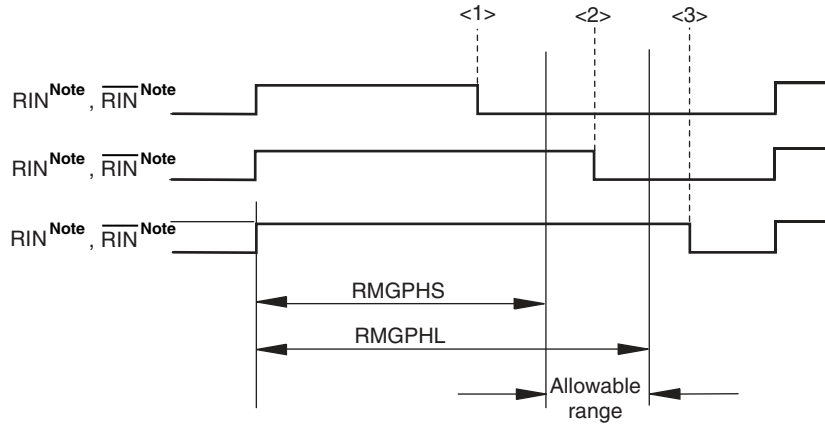 <1> <2> <3>
RIN Note , RIN Note
RIN Note , RIN Note
RIN Note , RIN Note
RMGPHS
RMGPHL
Allowable
range